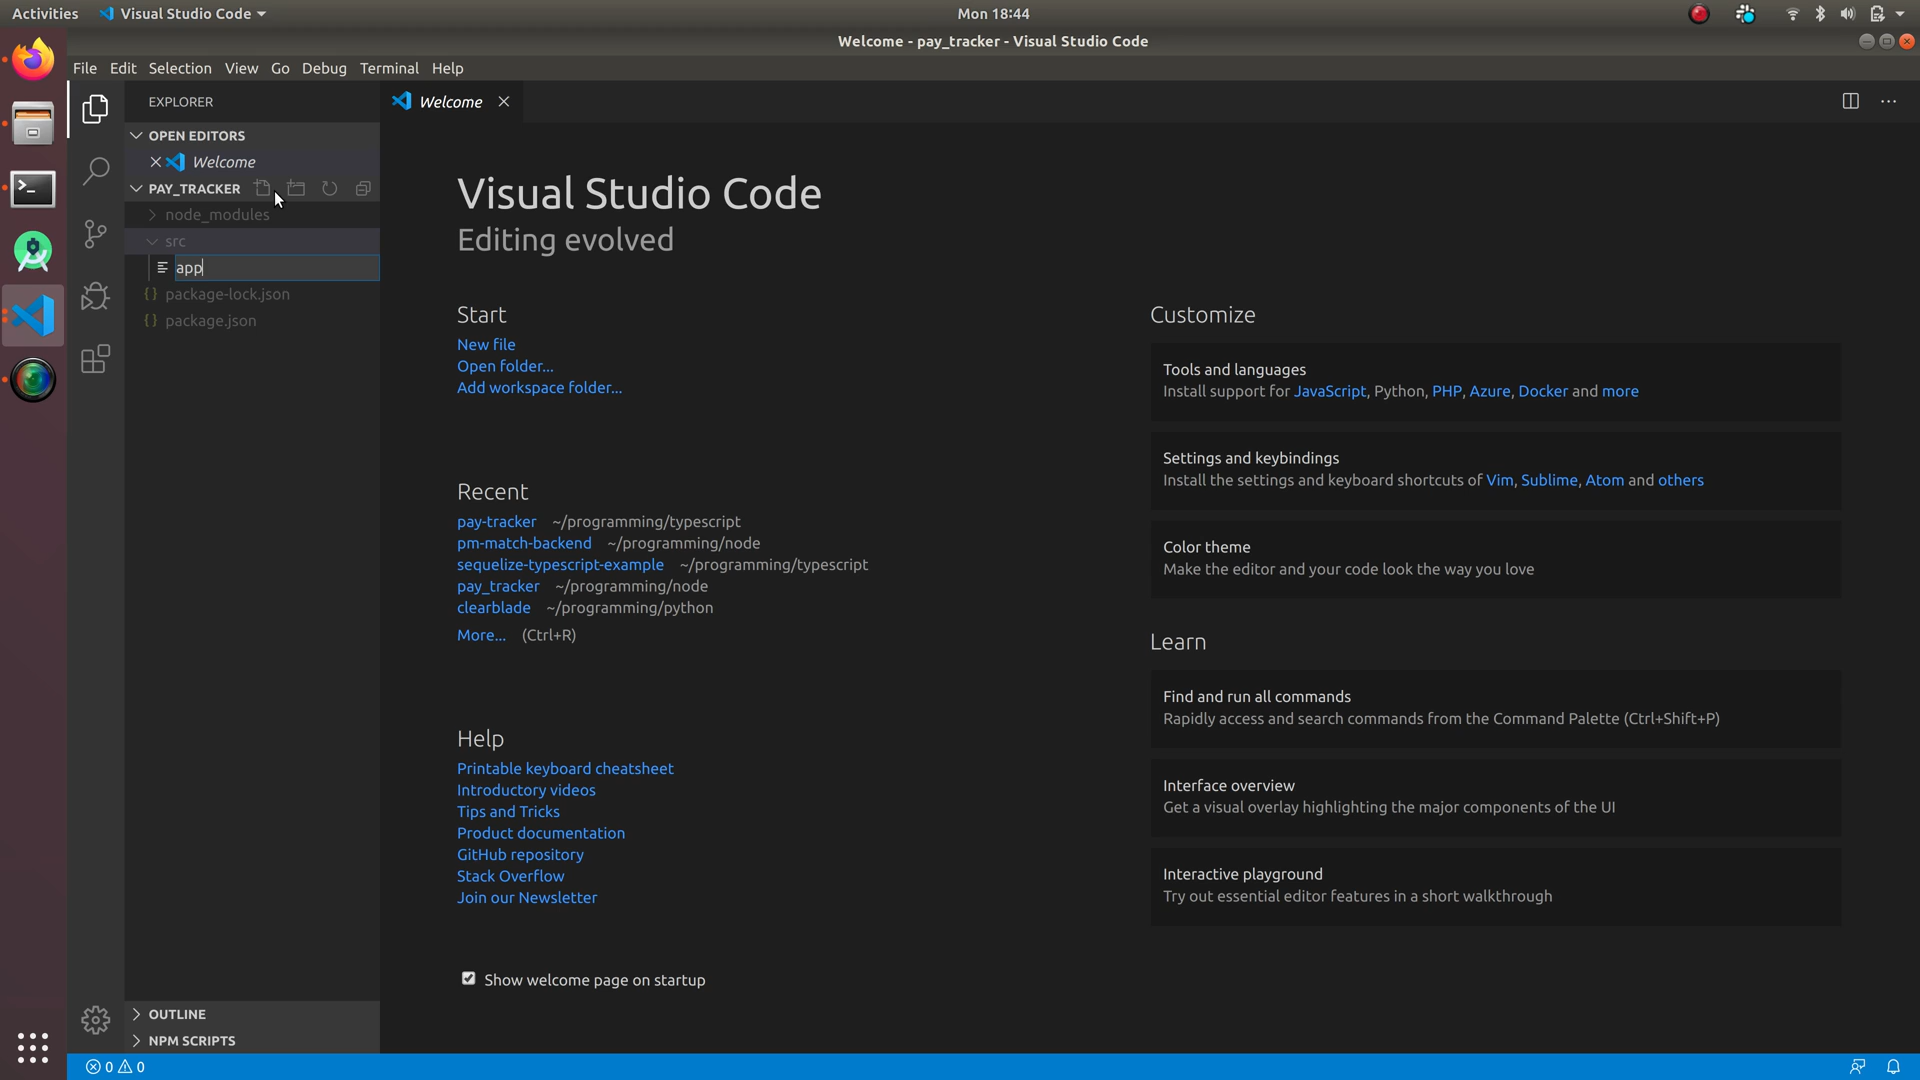 Activities
Visual Studio Code
Mon 18:44
Welcome - pay_tracker - Visual Studio Code
File Edit Selection View Go Debug Terminal Help
EXPLORER
OPEN EDITORS
Welcome
PAY_TRACKER
node_modules
src
app
{} package-lock.json
{} package.json
OUTLINE
NPM SCRIPTS
Welcome
Visual Studio Code
Editing evolved
Start
New file
Open folder...
Add workspace folder...
Recent
pay-tracker ~/programming/typescript
pm-match-backend ~/programming/node
sequelize-typescript-example ~/programming/typescript
pay_tracker ~/programming/node
clearblade ~/programming/python
More... (Ctrl+R)
Help
Printable keyboard cheatsheet
Introductory videos
Tips and Tricks
Product documentation
GitHub repository
Stack Overflow
Join our Newsletter
Show welcome page on startup
Customize
Tools and languages
Install support for JavaScript, Python, PHP, Azure, Docker and more
Settings and keybindings
Install the settings and keyboard shortcuts of Vim, Sublime, Atom and others
Color theme
Make the editor and your code look the way you love
Learn
Find and run all commands
Rapidly access and search commands from the Command Palette (Ctrl+Shift+P)
Interface overview
Get a visual overlay highlighting the major components of the UI
Interactive playground
Try out essential editor features in a short walkthrough
0 0